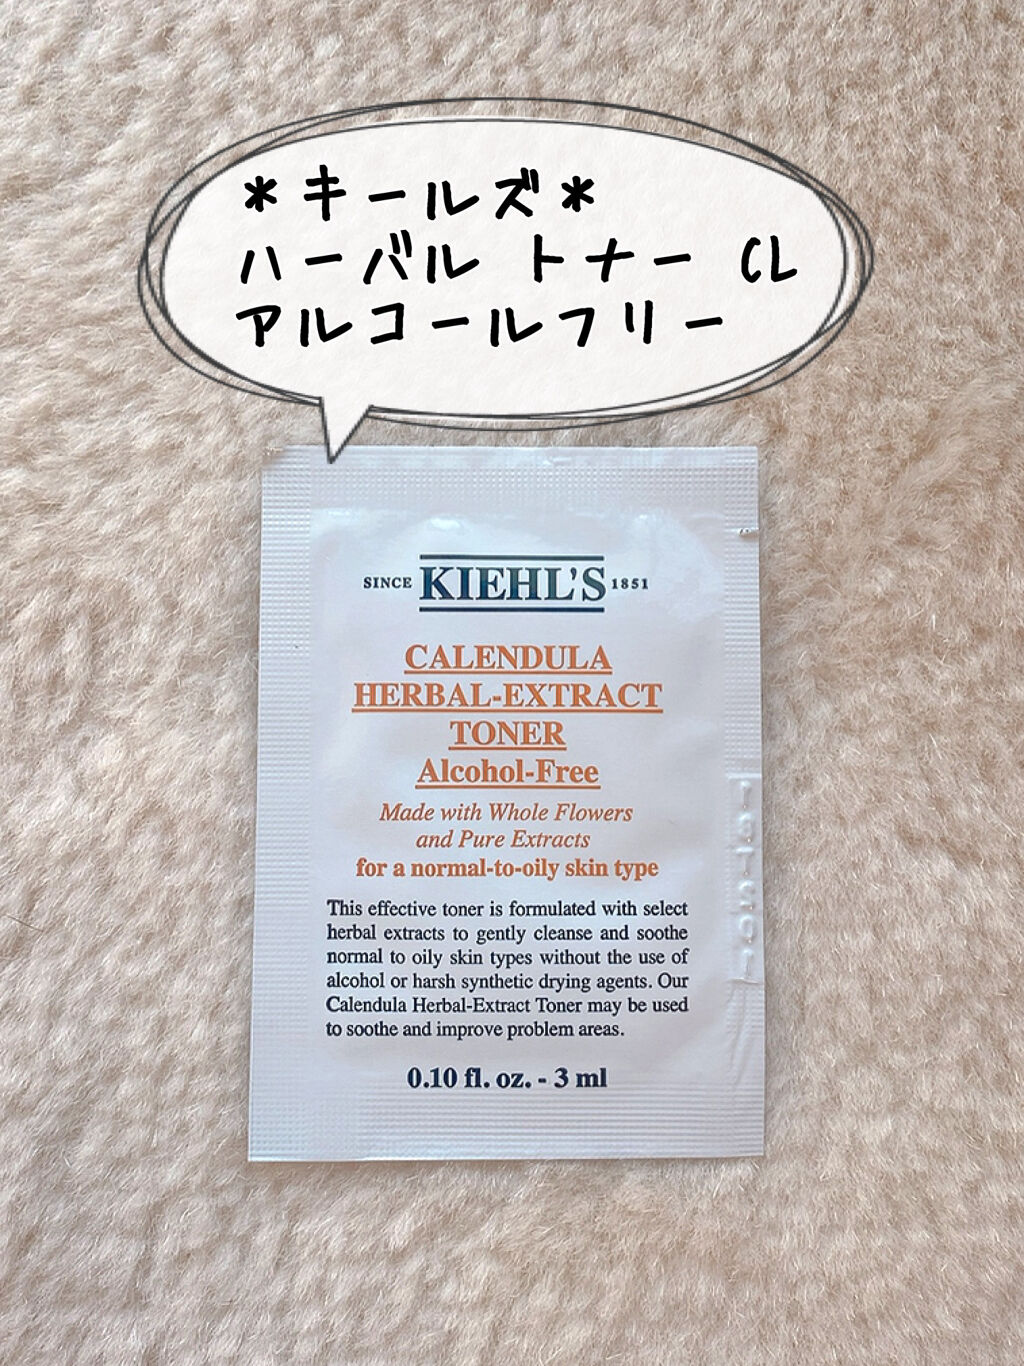 *キールズ*
ハーバル トナー CL
アルコールフリー
SINCE KIEHL'S 1851
CALENDULA
HERBAL-EXTRACT
TONER
Alcohol-Free
Made with Whole Flowers
and Pure Extracts
for a normal-to-oily skin type
This effective toner is formulated with select
herbal extracts to gently cleanse and soothe
normal to oily skin types without the use of
alcohol or harsh synthetic drying agents. Our
Calendula Herbal-Extract Toner may be used
to soothe and improve problem areas.
0.10 fl. oz. - 3 ml